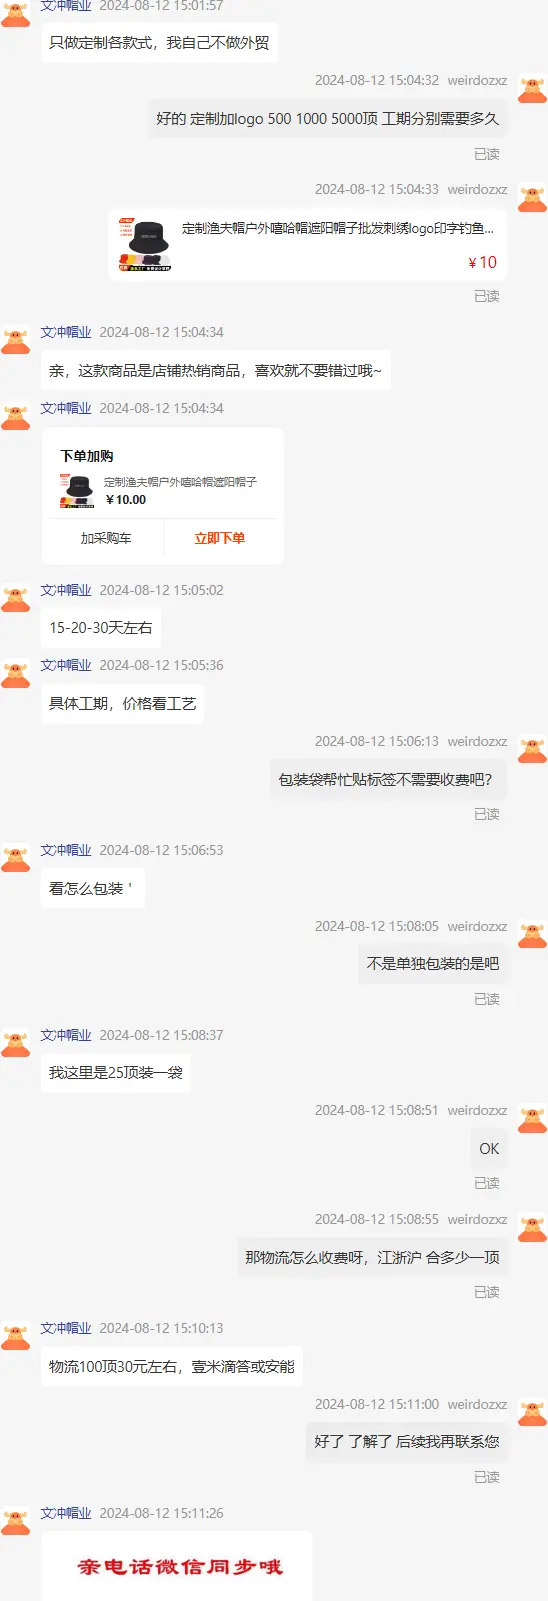 文冲帽业 2024-08-12 15:01:57
只做定制各款式，我自己不做外贸
2024-08-12 15:04:32 weirdozxz
好的 定制加logo 500 1000 5000顶 工期分别需要多久
已读
2024-08-12 15:04:33 weirdozxz
定制渔夫帽户外嘻哈帽遮阳帽子批发刺绣logo印字钓鱼...
¥10
已读
文冲帽业 2024-08-12 15:04:34
亲，这款商品是店铺热销商品，喜欢就不要错过哦~
文冲帽业 2024-08-12 15:04:34
下单加购
定制渔夫帽户外嘻哈帽遮阳帽子
¥10.00
加采购车 立即下单
文冲帽业 2024-08-12 15:05:02
15-20-30天左右
文冲帽业 2024-08-12 15:05:36
具体工期，价格看工艺
2024-08-12 15:06:13 weirdozxz
包装袋帮忙贴标签不需要收费吧？
已读
文冲帽业 2024-08-12 15:06:53
看怎么包装 '
2024-08-12 15:08:05 weirdozxz
不是单独包装的是吧
已读
文冲帽业 2024-08-12 15:08:37
我这里是25顶装一袋
2024-08-12 15:08:51 weirdozxz
OK
已读
2024-08-12 15:08:55 weirdozxz
那物流怎么收费呀，江浙沪 合多少一顶
已读
文冲帽业 2024-08-12 15:10:13
物流100顶30元左右，壹米滴答或安能
2024-08-12 15:11:00 weirdozxz
好了 了解了 后续我再联系您
已读
文冲帽业 2024-08-12 15:11:26
亲电话微信同步哦